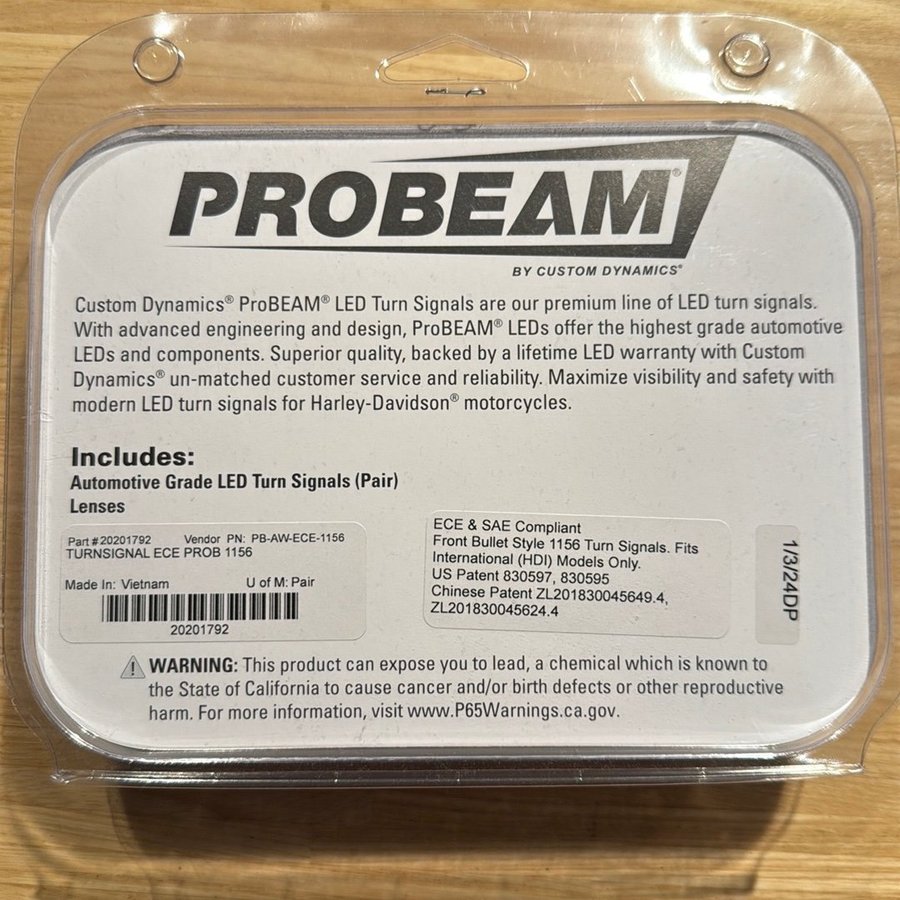 PROBEAM®
BY CUSTOM DYNAMICS®
Custom Dynamics® ProBEAM® LED Turn Signals are our premium line of LED turn signals.
With advanced engineering and design, ProBEAM® LEDs offer the highest grade automotive
LEDs and components. Superior quality, backed by a lifetime LED warranty with Custom
Dynamics® un-matched customer service and reliability. Maximize visibility and safety with
modern LED turn signals for Harley-Davidson® motorcycles.
Includes:
Automotive Grade LED Turn Signals (Pair)
Lenses
Part # 20201792 Vendor PN: PB-AW-ECE-1156
TURNSIGNAL ECE PROB 1156
Made In: Vietnam U of M: Pair
20201792
ECE & SAE Compliant
Front Bullet Style 1156 Turn Signals. Fits
International (HDI) Models Only.
US Patent 830597, 830595
Chinese Patent ZL201830045649.4,
ZL201830045624.4
1/3/24DP
WARNING: This product can expose you to lead, a chemical which is known to
the State of California to cause cancer and/or birth defects or other reproductive
harm. For more information, visit www.P65Warnings.ca.gov.